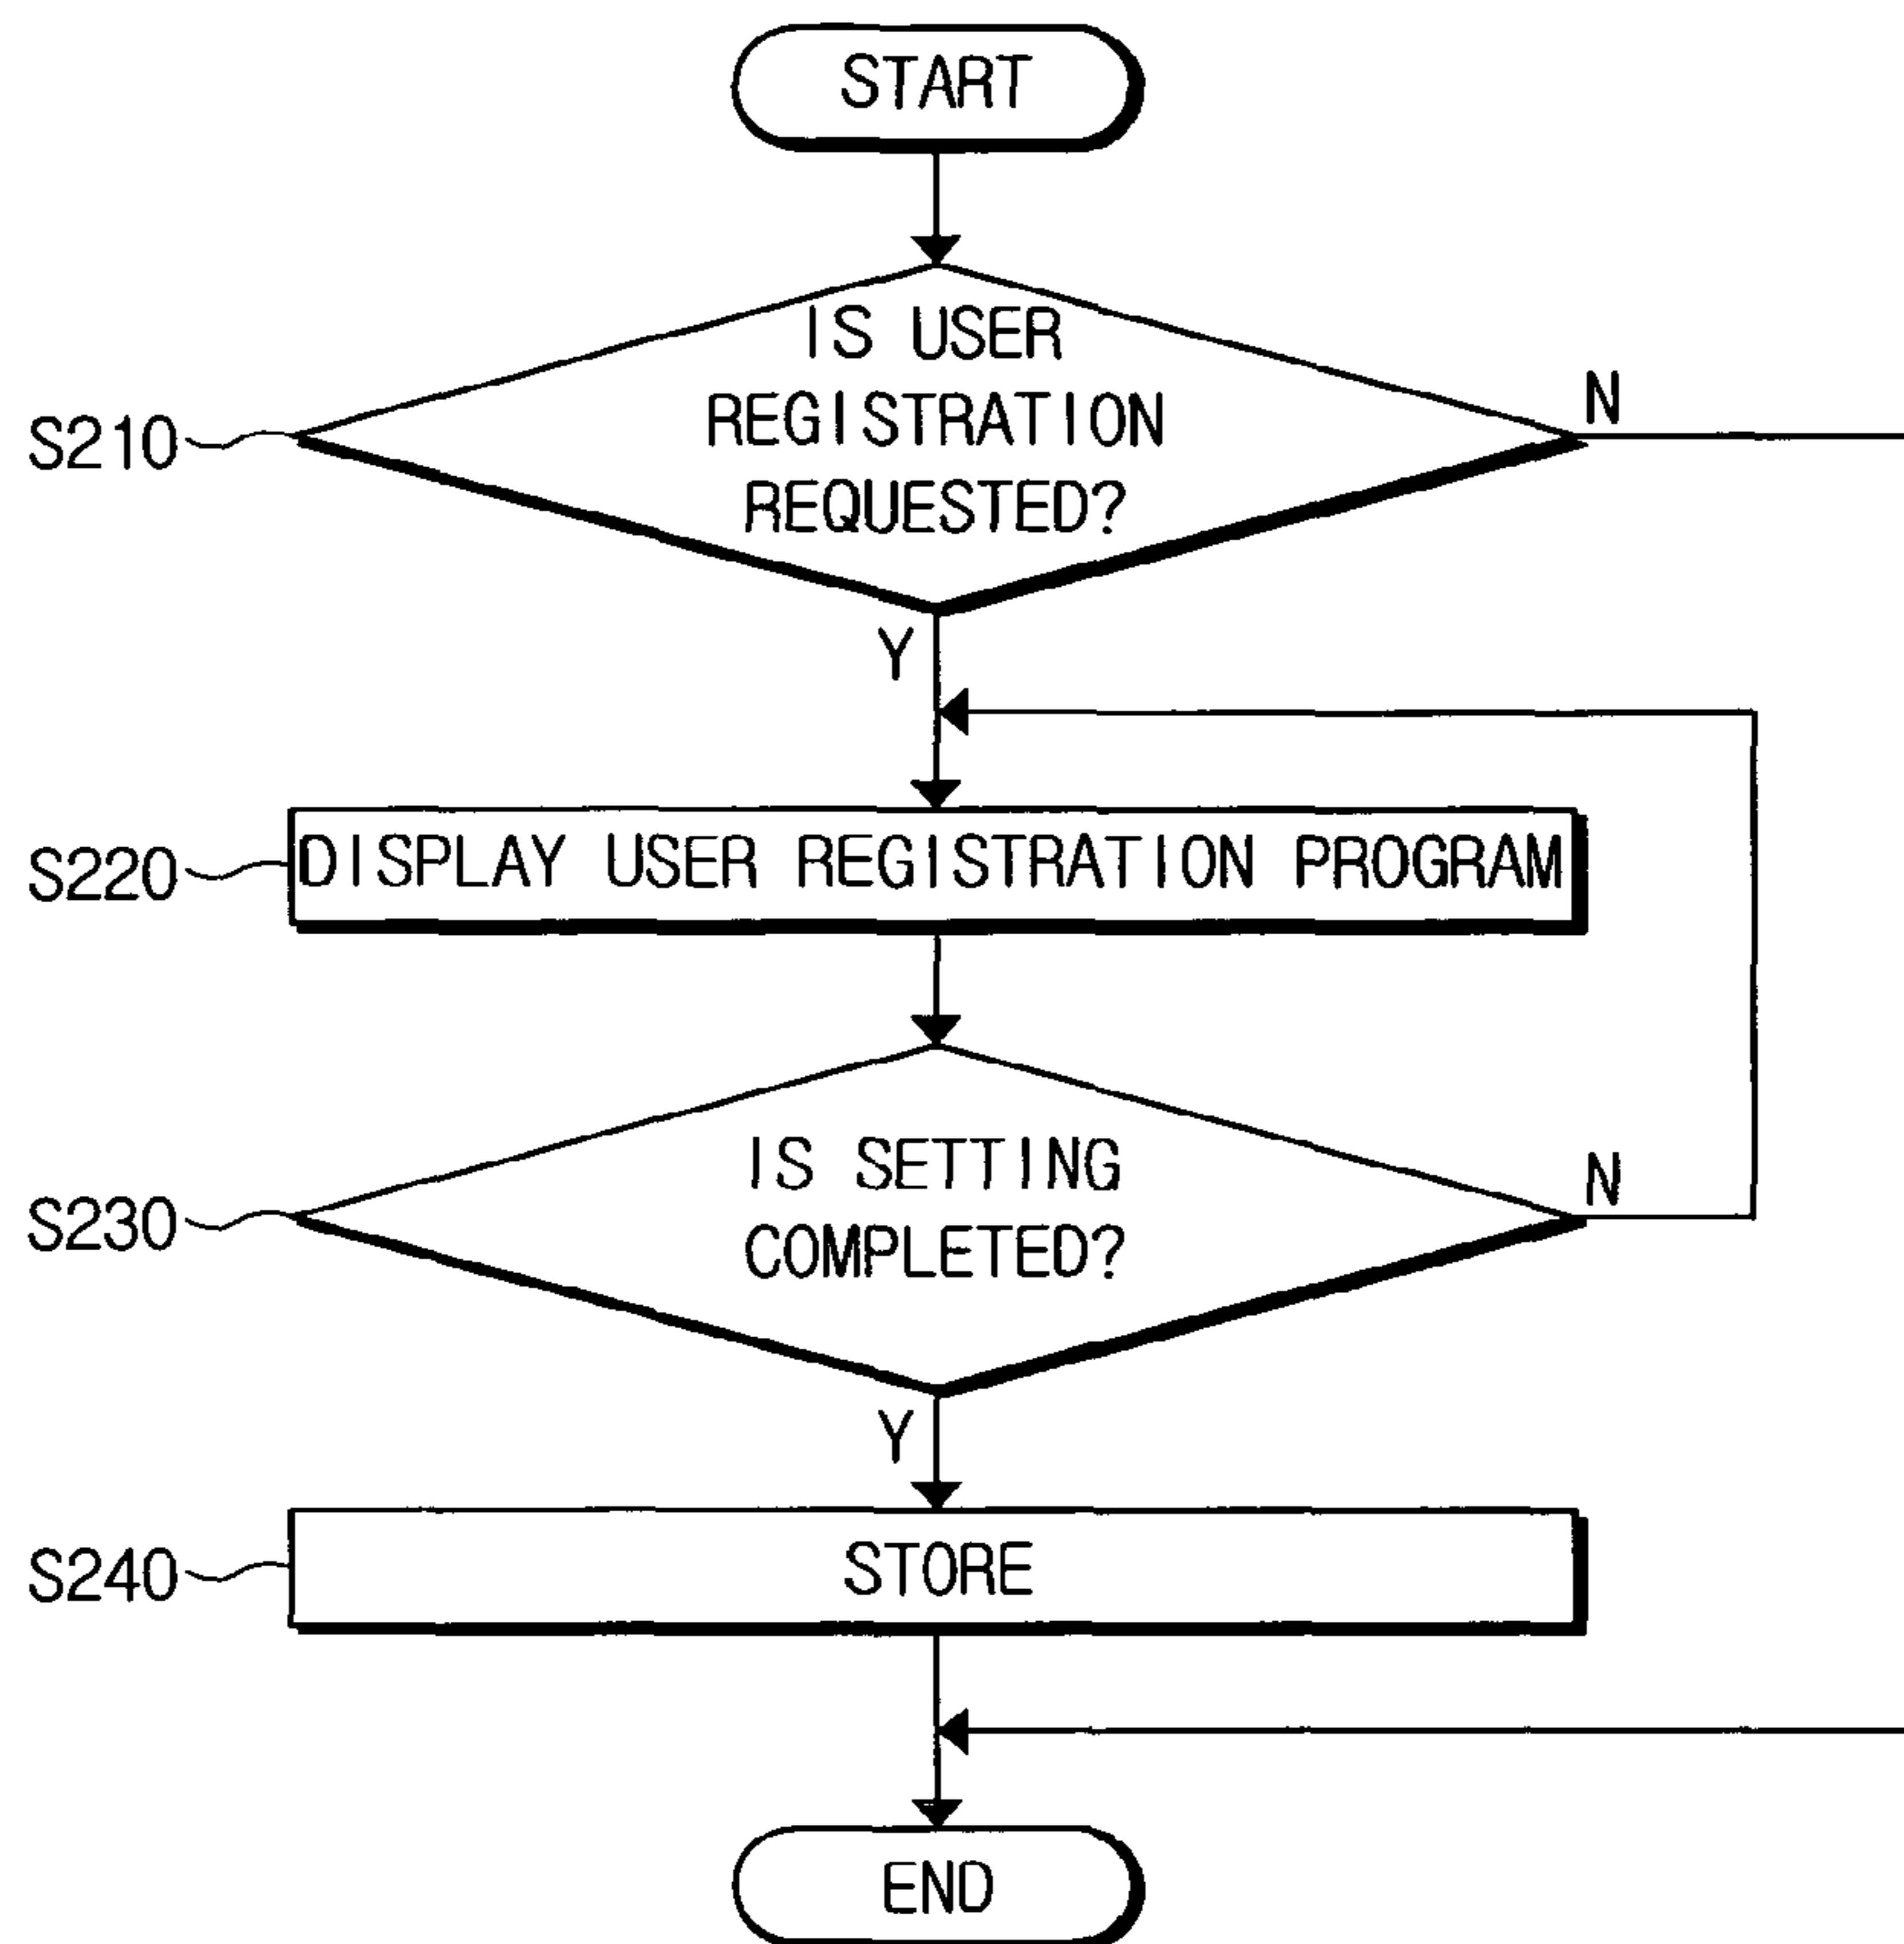 START
IS USER
REGISTRATION
REQUESTED?
N
S210
Y
S220
DISPLAY USER REGISTRATION PROGRAM
IS SETTING
COMPLETED?
N
S230
Y
S240
STORE
END